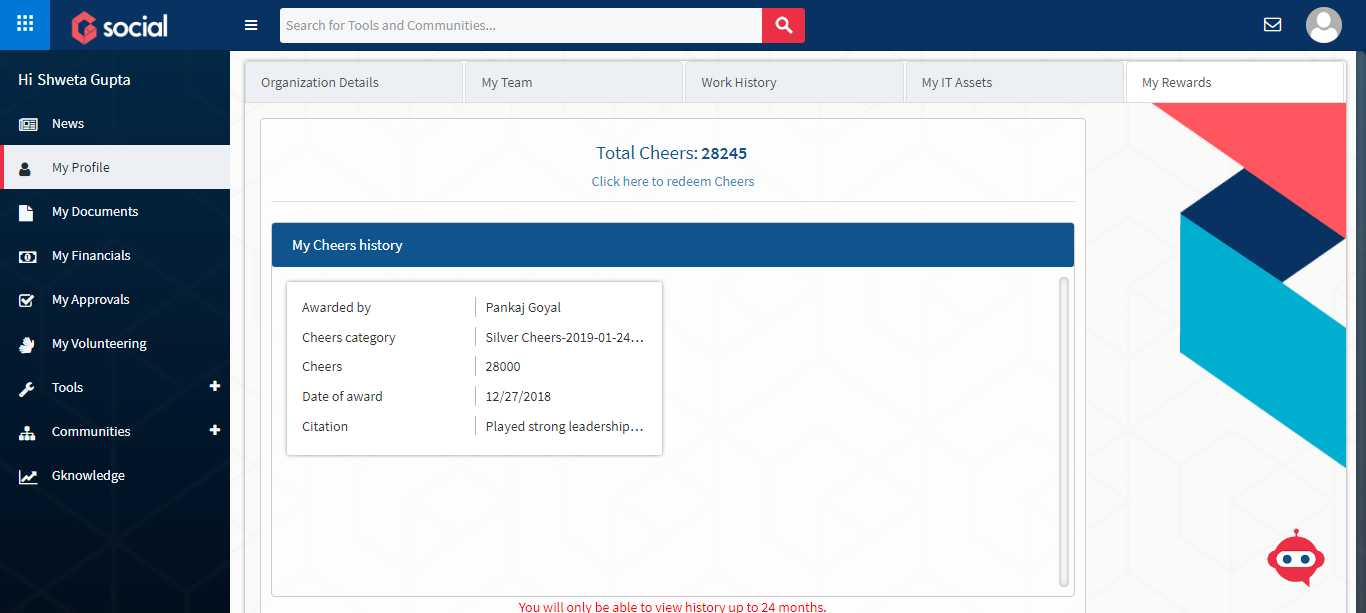 social
Search for Tools and Communities...
Hi Shweta Gupta
News
My Profile
My Documents
My Financials
My Approvals
My Volunteering
Tools
Communities
Gknowledge
Organization Details
My Team
Work History
My IT Assets
My Rewards
Total Cheers: 28245
Click here to redeem Cheers
My Cheers history
Awarded by Pankaj Goyal
Cheers category Silver Cheers-2019-01-24...
Cheers 28000
Date of award 12/27/2018
Citation Played strong leadership...
You will only be able to view history up to 24 months.